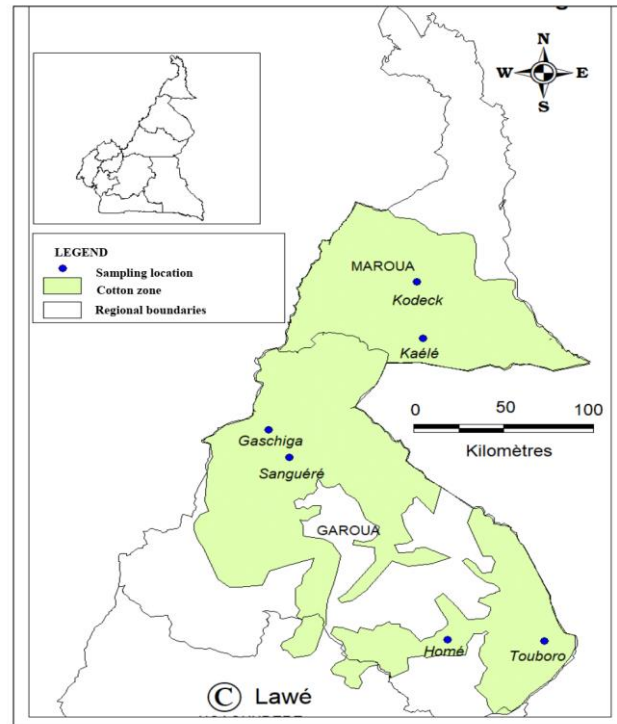 N
W E
S
LEGEND
Sampling location
Cotton zone
Regional boundaries
MAROUA
Kodeck
Kaélé
0 50 100
Kilomètres
Gaschiga
Sanguéré
GAROUA
Homé
Touboro
© Lawé